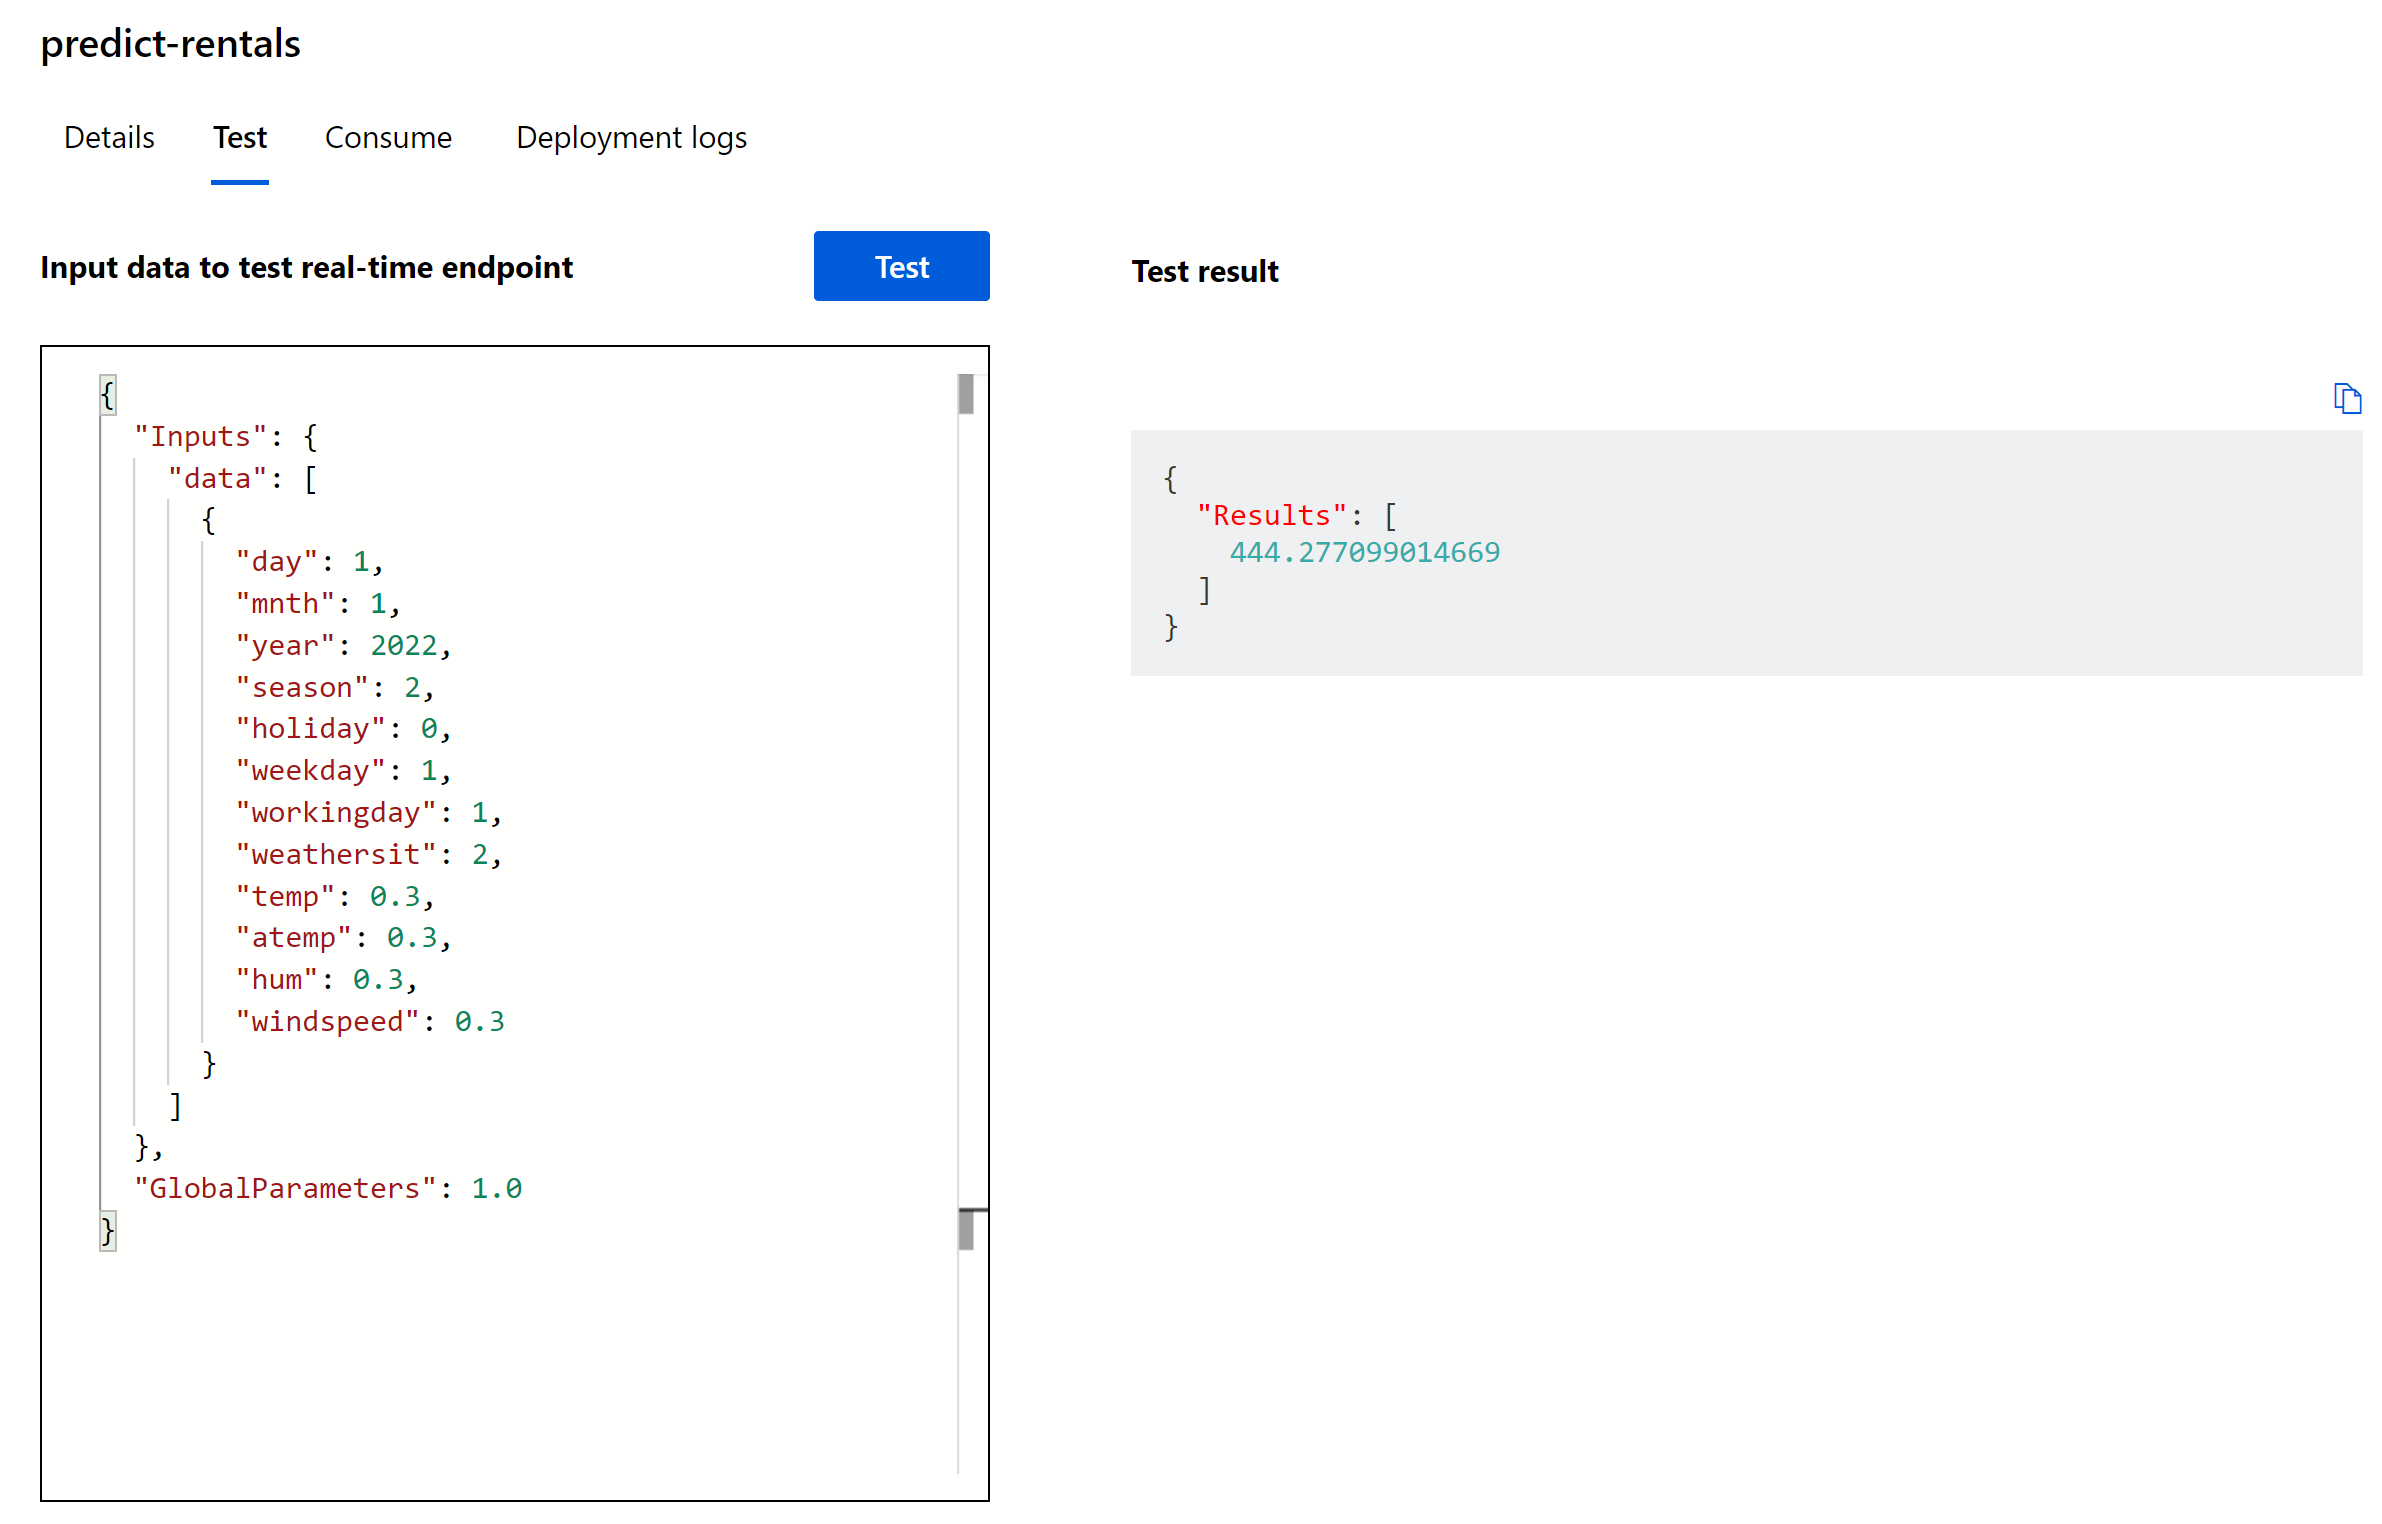 predict-rentals
Details Test Consume Deployment logs
Input data to test real-time endpoint
Test
{
"Inputs": {
"data": [
{
"day": 1,
"mnth": 1,
"year": 2022,
"season": 2,
"holiday": 0,
"weekday": 1,
"workingday": 1,
"weathersit": 2,
"temp": 0.3,
"atemp": 0.3,
"hum": 0.3,
"windspeed": 0.3
}
]
},
"GlobalParameters": 1.0
}
Test result
{
"Results": [
444.277099014669
]
}